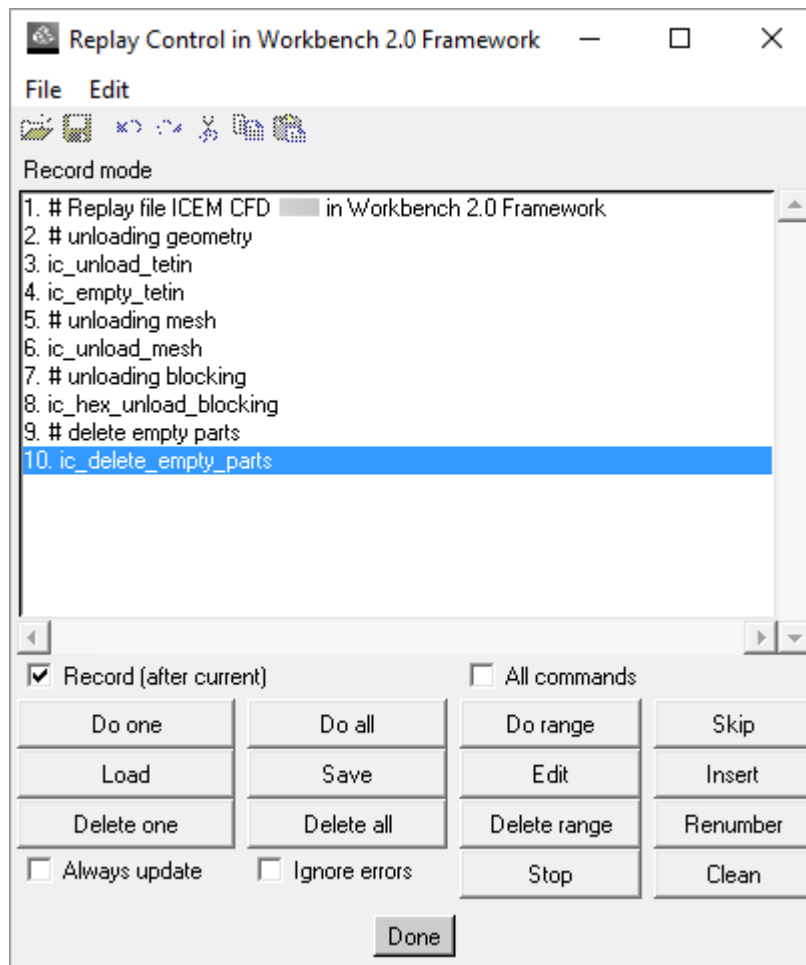 Replay Control in Workbench 2.0 Framework
File Edit
Record mode
1. # Replay file ICEM CFD in Workbench 2.0 Framework
2. # unloading geometry
3. ic_unload_tetin
4. ic_empty_tetin
5. # unloading mesh
6. ic_unload_mesh
7. # unloading blocking
8. ic_hex_unload_blocking
9. # delete empty parts
10. ic_delete_empty_parts
Record (after current) All commands
Do one Do all Do range Skip
Load Save Edit Insert
Delete one Delete all Delete range Renumber
Always update Ignore errors Stop Clean
Done